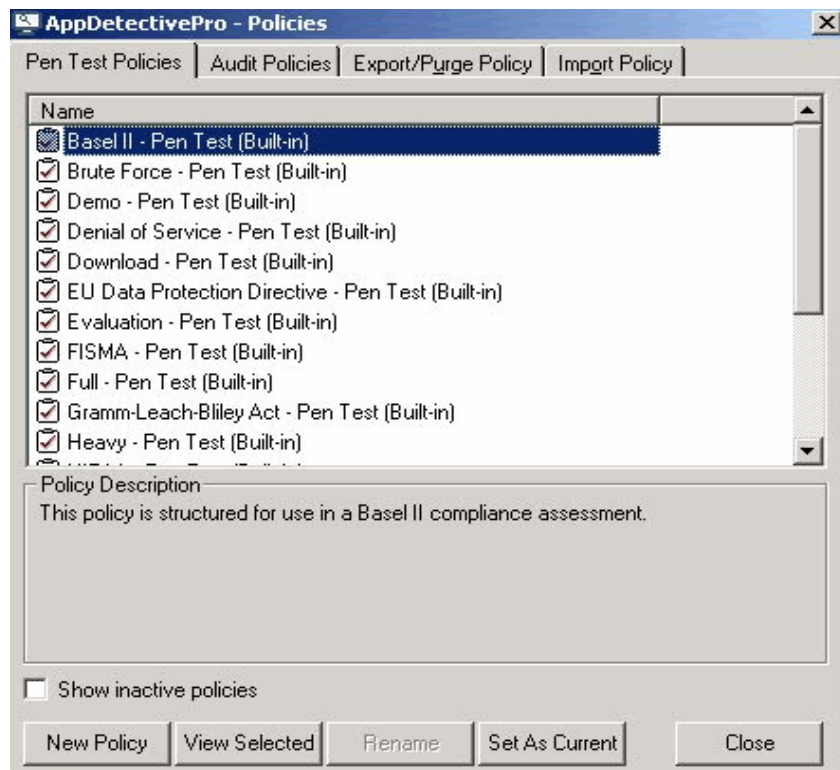 AppDetectivePro - Policies
Pen Test Policies Audit Policies Export/Purge Policy Import Policy
Name
Basel II - Pen Test (Built-in)
Brute Force - Pen Test (Built-in)
Demo - Pen Test (Built-in)
Denial of Service - Pen Test (Built-in)
Download - Pen Test (Built-in)
EU Data Protection Directive - Pen Test (Built-in)
Evaluation - Pen Test (Built-in)
FISMA - Pen Test (Built-in)
Full - Pen Test (Built-in)
Gramm-Leach-Bliley Act - Pen Test (Built-in)
Heavy - Pen Test (Built-in)
Policy Description
This policy is structured for use in a Basel II compliance assessment.
Show inactive policies
New Policy View Selected Rename Set As Current Close